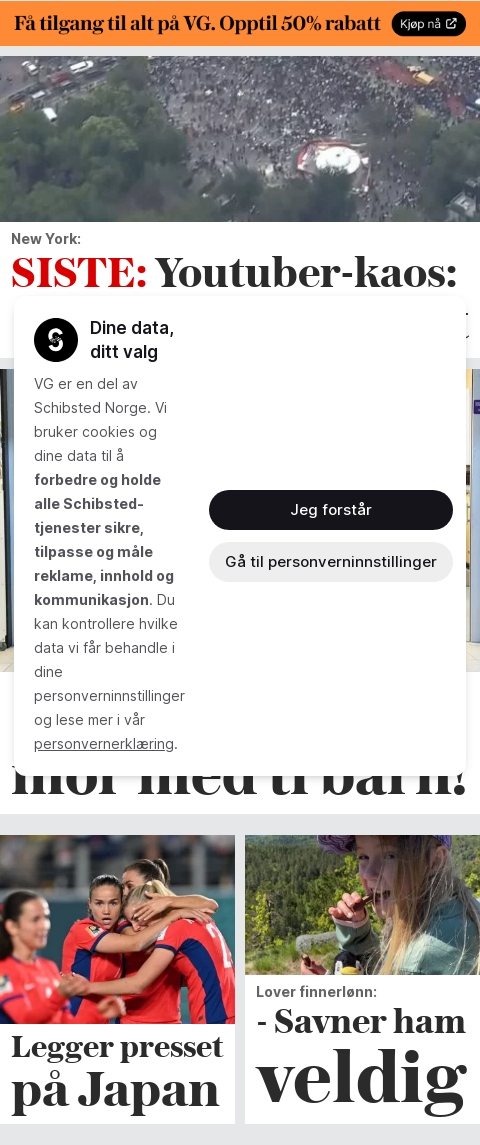 Få tilgang til alt på VG. Opptil 50% rabatt
Kjøp nå
New York:
SISTE: Youtuber-kaos:
Dine data,
ditt valg
VG er en del av
Schibsted Norge. Vi
bruker cookies og
dine data til å
forbedre og holde
alle Schibsted-
tjenester sikre,
tilpasse og måle
reklame, innhold og
kommunikasjon. Du
kan kontrollere hvilke
data vi får behandle i
dine
personverninnstillinger
og lese mer i vår
personvernerklæring.
Jeg forstår
Gå til personverninnstillinger
mor med ti barn!
Legger presset
på Japan
Lover finnerlønn:
- Savner ham
veldig